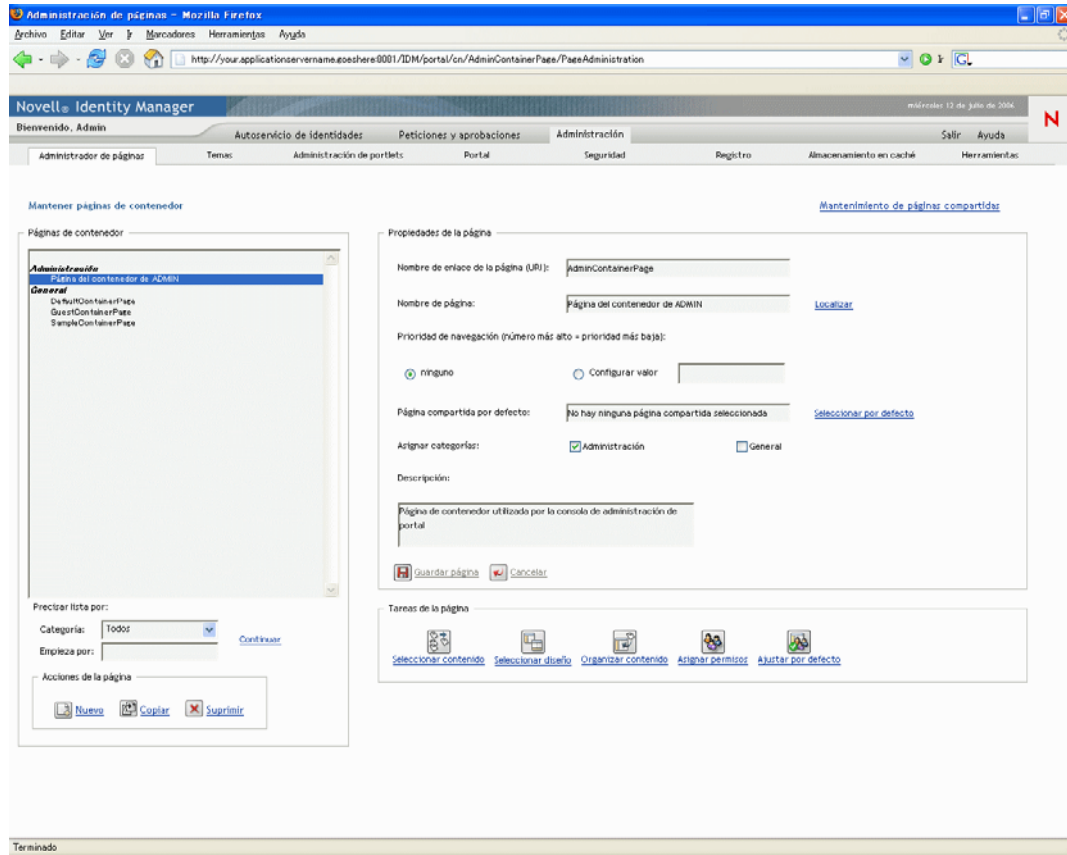 Administración de páginas - Mozilla Firefox
Archivo Editar Ver Ir Marcadores Herramientas Ayuda
http://your.applicationservername.goeshere:8001/IDM/portal/cn/AdminContainerPage/PageAdministration
Novell® Identity Manager
miércoles 12 de julio de 2006
N
Bienvenido, Admin
Autoservicio de identidades Peticiones y aprobaciones Administración Salir Ayuda
Administrador de páginas Temas Administración de portlets Portal Seguridad Registro Almacenamiento en caché Herramientas
Mantener páginas de contenedor
Mantenimiento de páginas compartidas
Páginas de contenedor
Administración
Página del contenedor de ADMIN
General
DefaultContainerPage
GuestContainerPage
SampleContainerPage
Precisar lista por:
Categoría: Todos
Continuar
Empieza por:
Acciones de la página
Nuevo Copiar Suprimir
Propiedades de la página
Nombre de enlace de la página (URI): AdminContainerPage
Nombre de página: Página del contenedor de ADMIN Localizar
Prioridad de navegación (número más alto = prioridad más baja):
ninguno Configurar valor
Página compartida por defecto: No hay ninguna página compartida seleccionada Seleccionar por defecto
Asignar categorías: Administración General
Descripción:
Página de contenedor utilizada por la consola de administración de
portal
Guardar página Cancelar
Tareas de la página
Seleccionar contenido Seleccionar diseño Organizar contenido Asignar permisos Ajustar por defecto
Terminado